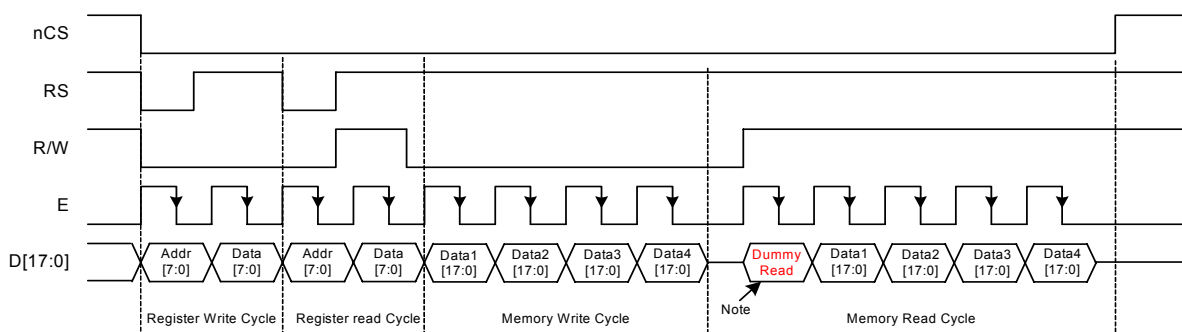 nCS
RS
R/W
E
D[17:0]
Addr
[7:0]
Data
[7:0]
Addr
[7:0]
Data
[7:0]
Data1
[17:0]
Data2
[17:0]
Data3
[17:0]
Data4
[17:0]
Dummy
Read
Data1
[17:0]
Data2
[17:0]
Data3
[17:0]
Data4
[17:0]
Note
Register Write Cycle
Register read Cycle
Memory Write Cycle
Memory Read Cycle